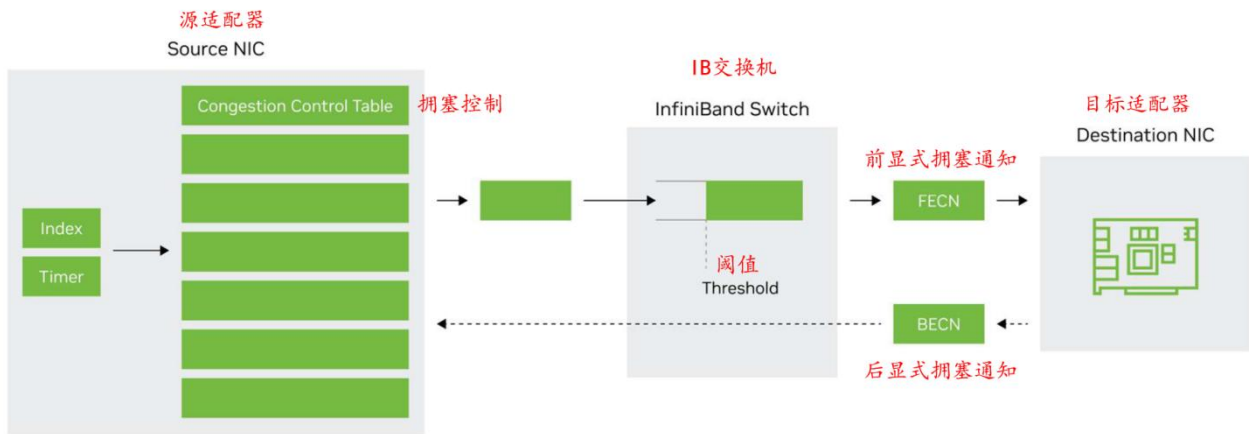 源适配器
Source NIC
Congestion Control Table
拥塞控制
Index
Timer
IB交换机
InfiniBand Switch
阈值
Threshold
前显式拥塞通知
FECN
BECN
后显式拥塞通知
目标适配器
Destination NIC